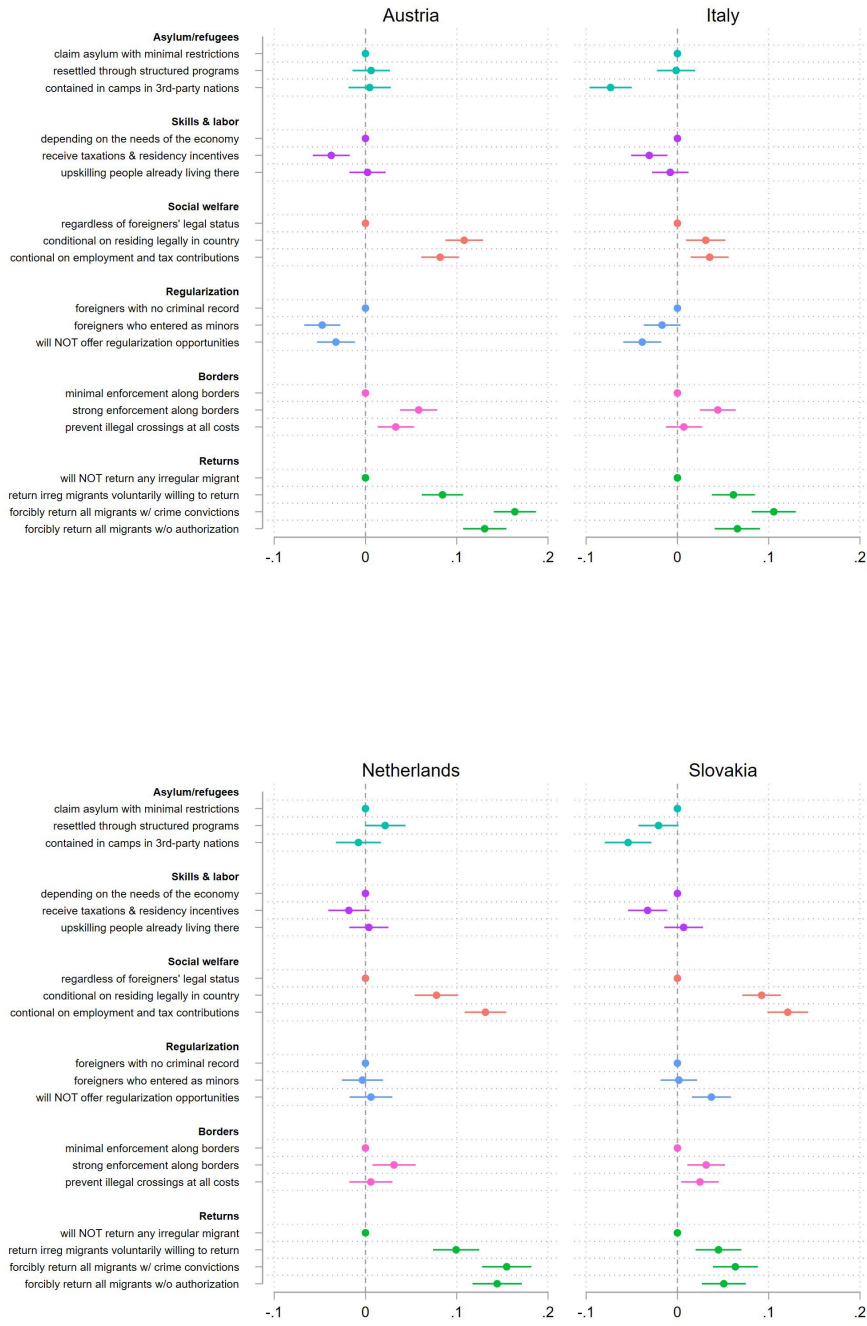 Austria
Italy
Asylum/refugees
claim asylum with minimal restrictions
resettled through structured programs
contained in camps in 3rd-party nations
Skills & labor
depending on the needs of the economy
receive taxations & residency incentives
upskilling people already living there
Social welfare
regardless of foreigners' legal status
conditional on residing legally in country
contional on employment and tax contributions
Regularization
foreigners with no criminal record
foreigners who entered as minors
will NOT offer regularization opportunities
Borders
minimal enforcement along borders
strong enforcement along borders
prevent illegal crossings at all costs
Returns
will NOT return any irregular migrant
return irreg migrants voluntarily willing to return
forcibly return all migrants w/ crime convictions
forcibly return all migrants w/o authorization
-.1 0 .1 .2
-.1 0 .1 .2
Netherlands
Slovakia
Asylum/refugees
claim asylum with minimal restrictions
resettled through structured programs
contained in camps in 3rd-party nations
Skills & labor
depending on the needs of the economy
receive taxations & residency incentives
upskilling people already living there
Social welfare
regardless of foreigners' legal status
conditional on residing legally in country
contional on employment and tax contributions
Regularization
foreigners with no criminal record
foreigners who entered as minors
will NOT offer regularization opportunities
Borders
minimal enforcement along borders
strong enforcement along borders
prevent illegal crossings at all costs
Returns
will NOT return any irregular migrant
return irreg migrants voluntarily willing to return
forcibly return all migrants w/ crime convictions
forcibly return all migrants w/o authorization
-.1 0 .1 .2
-.1 0 .1 .2